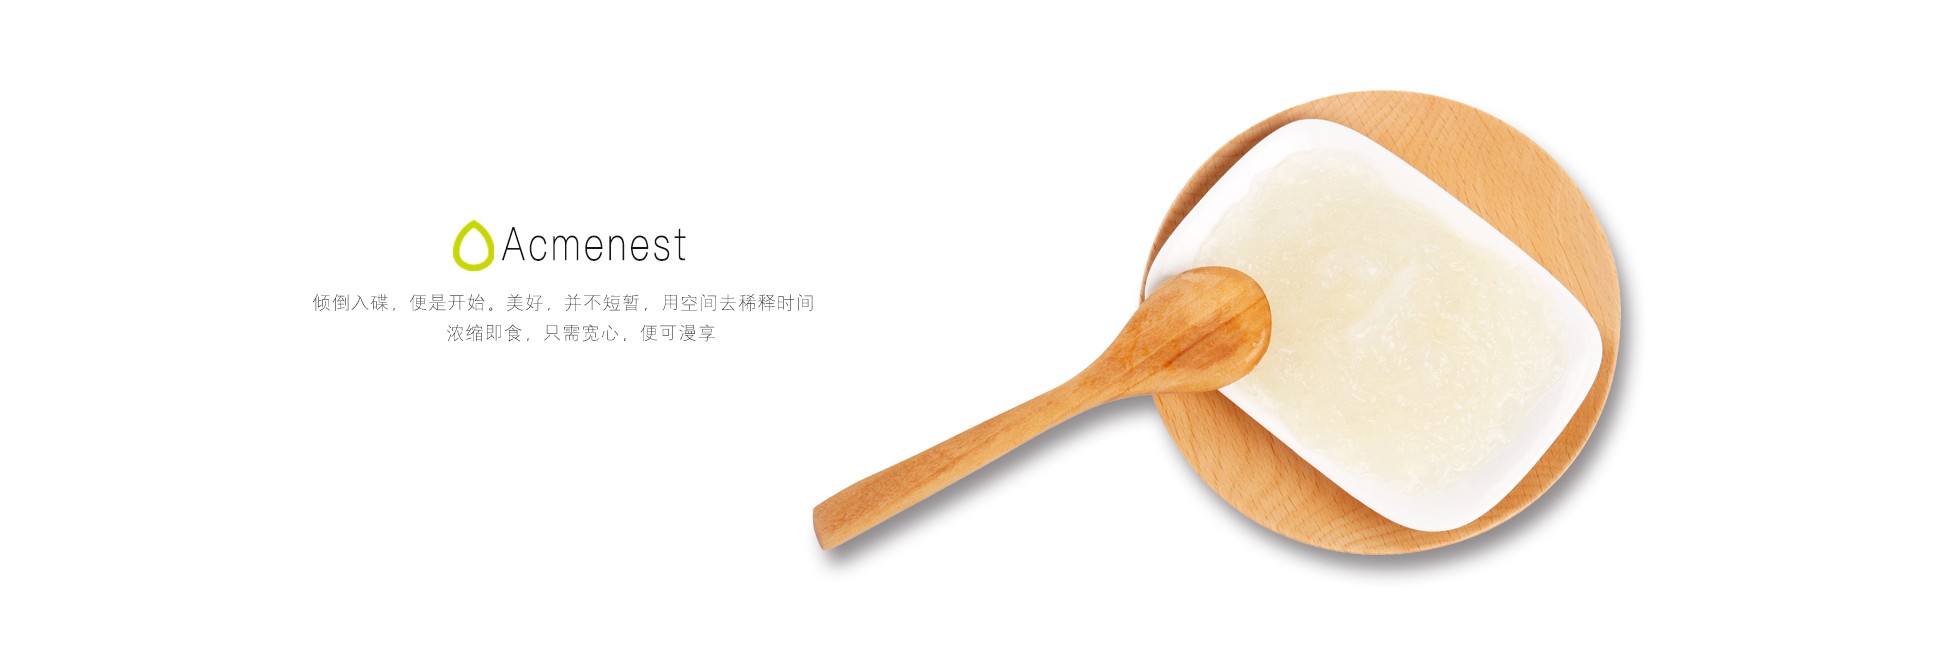 Acmenest
倾倒入碟，便是开始。美好，并不短暂，用空间去稀释时间
浓缩即食，只需宽心，便可漫享